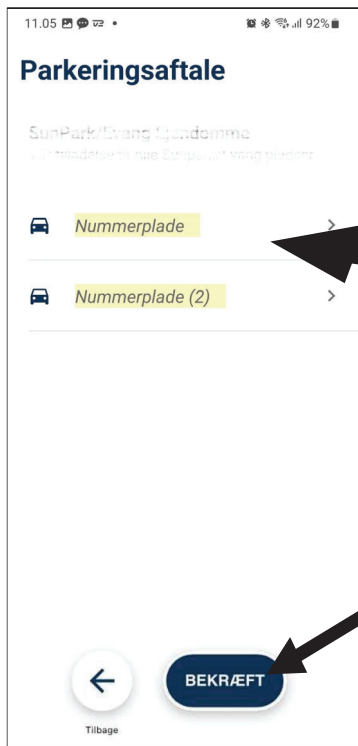 11.05 92%
Parkeringsaftale
SunPark/Evang Ejendomme
Nummerplade
Nummerplade (2)
BEKRÆFT
Tilbage